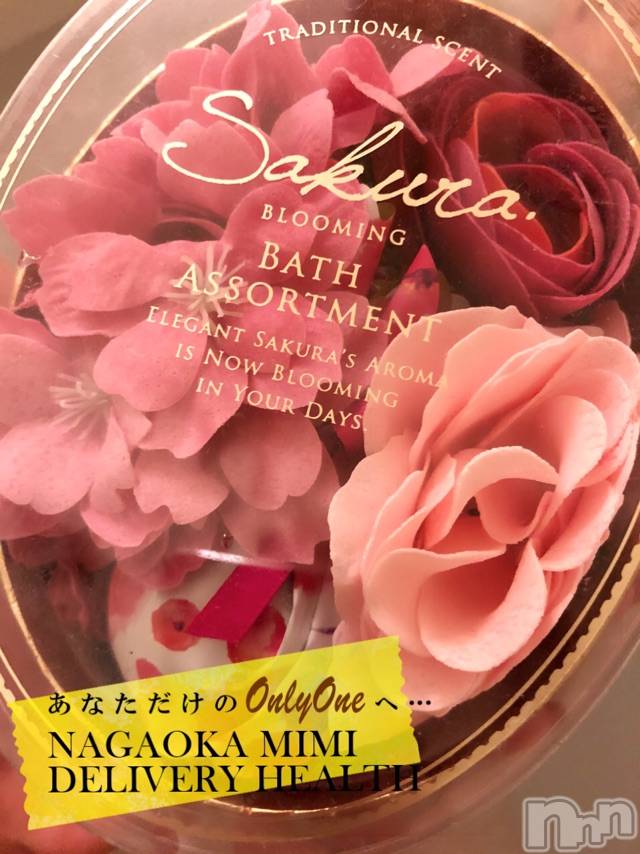 TRADITIONAL SCENT
Sakura.
BLOOMING
BATH
ASSORTMENT
ELEGANT SAKURA'S AROMA
IS NOW BLOOMING
IN YOUR DAYS.
あなただけのOnlyOneへ…
NAGAOKA MIMI
DELIVERY HEALTH
nnn